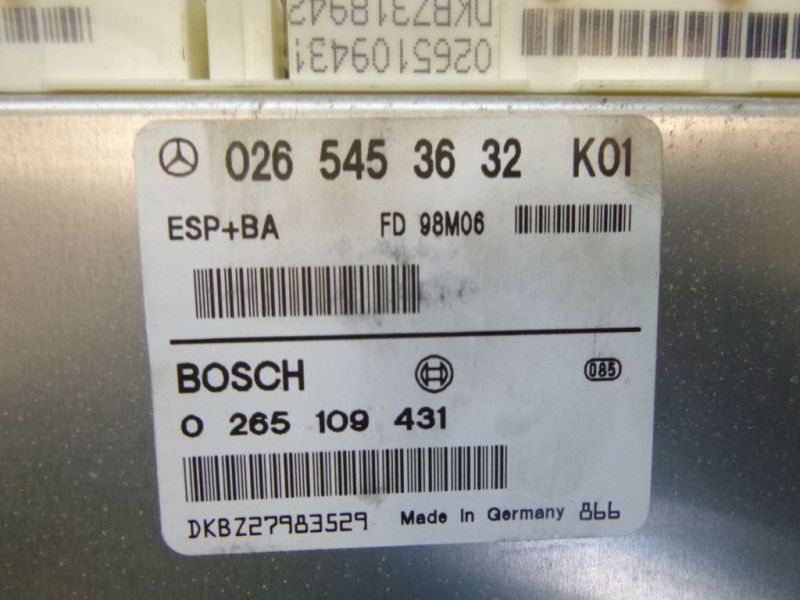 DKBZ7318942
0265109431
026 545 36 32 K01
ESP+BA FD 98M06
BOSCH 085
0 265 109 431
DKBZ27983529 Made In Germany 866